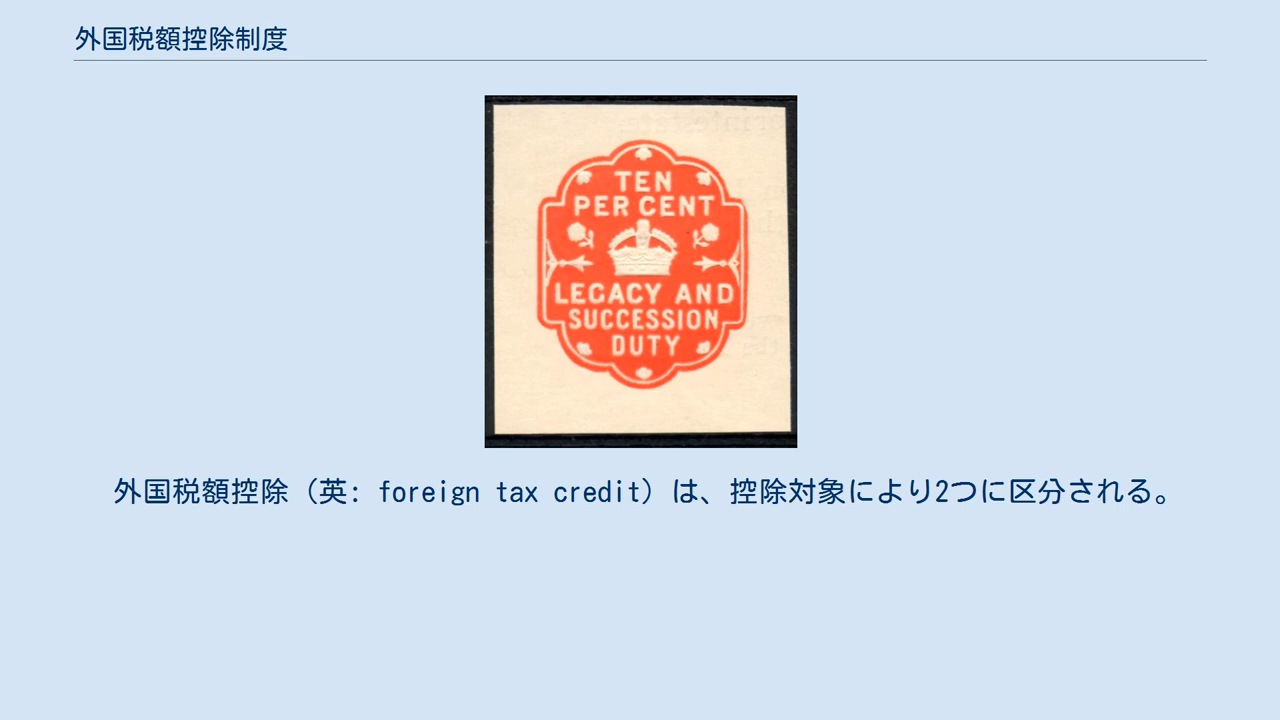 外国税額控除制度
TEN
PER CENT
LEGACY AND
SUCCESSION
DUTY
外国税額控除（英: foreign tax credit）は、控除対象により2つに区分される。